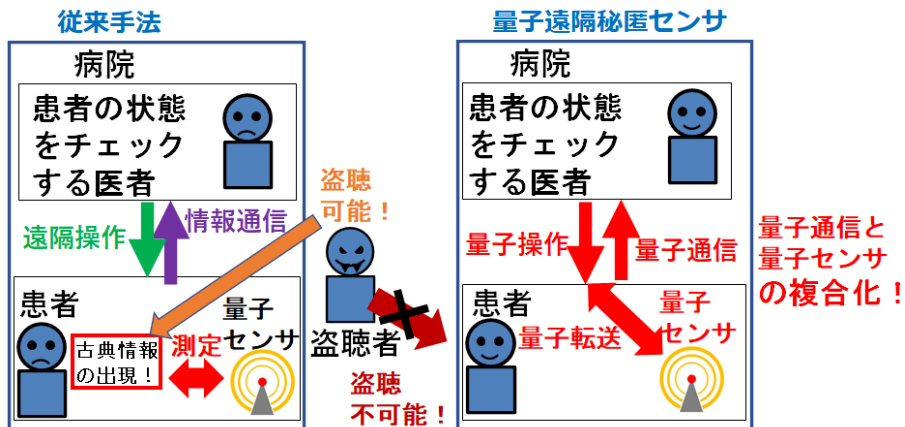 従来手法
病院
患者の状態
をチェック
する医者
遠隔操作
情報通信
患者
古典情報
の出現！
測定
量子
センサ
盗聴
可能！
盗聴者
盗聴
不可能！
量子遠隔秘匿センサ
病院
患者の状態
をチェック
する医者
量子操作
量子通信
患者
量子転送
量子
センサ
量子通信と
量子センサ
の複合化！